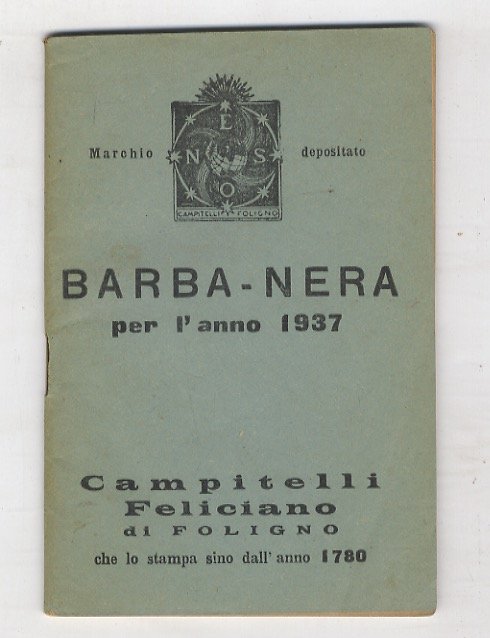 E
N S
O
CAMPITELLI FOLIGNO
Marchio depositato
BARBA-NERA
per l'anno 1937
Campitelli
Feliciano
di FOLIGNO
che lo stampa sino dall'anno 1780